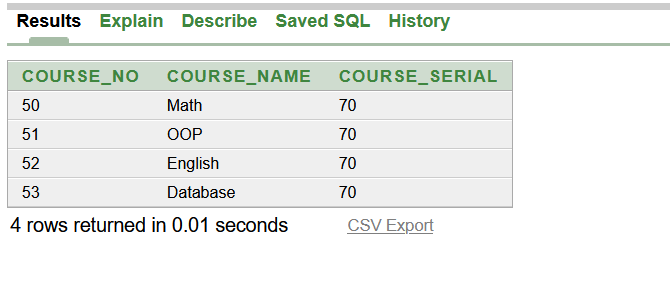 Results Explain Describe Saved SQL History
COURSE_NO COURSE_NAME COURSE_SERIAL
50 Math 70
51 OOP 70
52 English 70
53 Database 70
4 rows returned in 0.01 seconds CSV Export